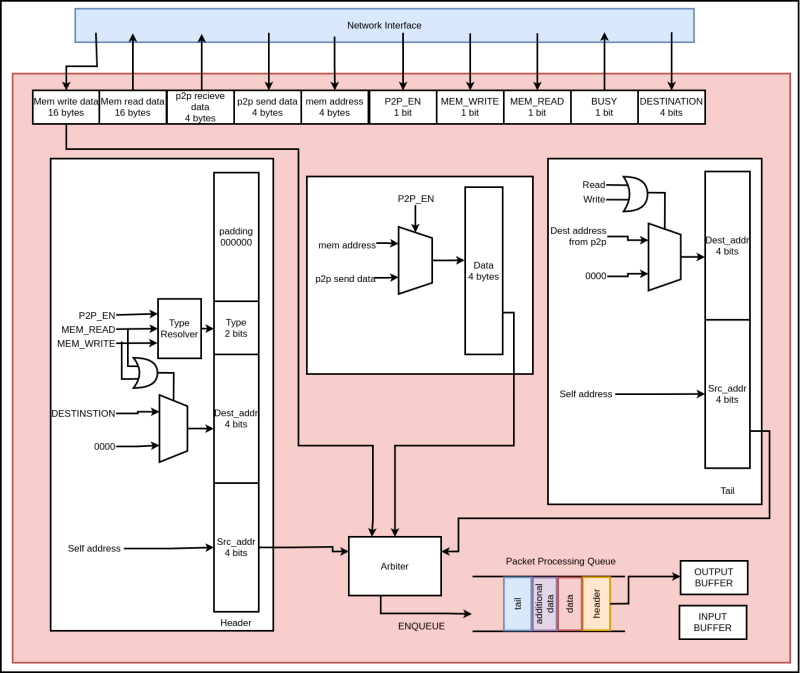 Network Interface
Mem write data
16 bytes
Mem read data
16 bytes
p2p recieve
data
4 bytes
p2p send data
4 bytes
mem address
4 bytes
P2P_EN
1 bit
MEM_WRITE
1 bit
MEM_READ
1 bit
BUSY
1 bit
DESTINATION
4 bits
padding
000000
P2P_EN
MEM_READ
MEM_WRITE
Type
Resolver
Type
2 bits
DESTINSTION
0000
Dest_addr
4 bits
Self address
Src_addr
4 bits
Header
P2P_EN
mem address
p2p send data
Data
4 bytes
Read
Write
Dest address
from p2p
0000
Dest_addr
4 bits
Self address
Src_addr
4 bits
Tail
Arbiter
ENQUEUE
Packet Processing Queue
tail
additional
data
data
header
OUTPUT
BUFFER
INPUT
BUFFER